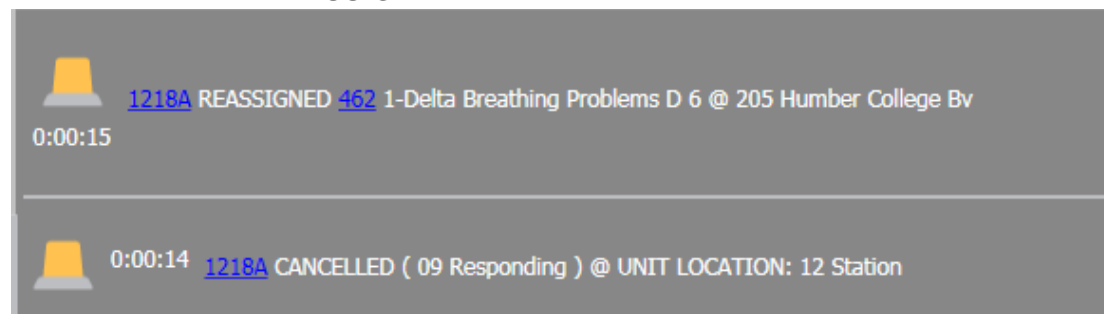 1218A REASSIGNED 462 1-Delta Breathing Problems D 6 @ 205 Humber College Bv
0:00:15
0:00:14 1218A CANCELLED ( 09 Responding ) @ UNIT LOCATION: 12 Station